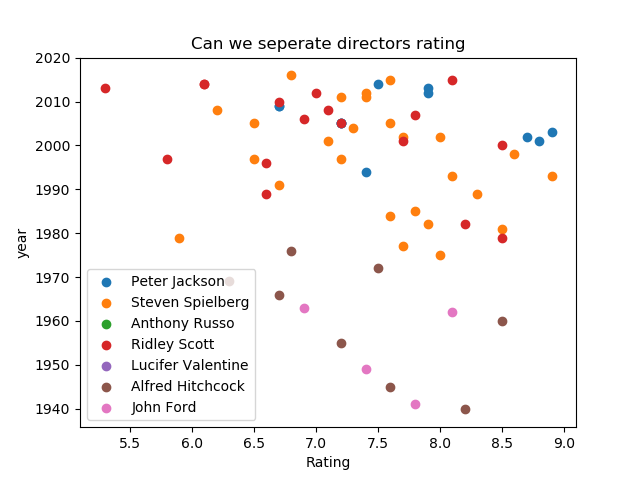 Can we seperate directors rating
year
2020
2010
2000
1990
1980
1970
1960
1950
1940
Peter Jackson
Steven Spielberg
Anthony Russo
Ridley Scott
Lucifer Valentine
Alfred Hitchcock
John Ford
5.5 6.0 6.5 7.0 7.5 8.0 8.5 9.0
Rating